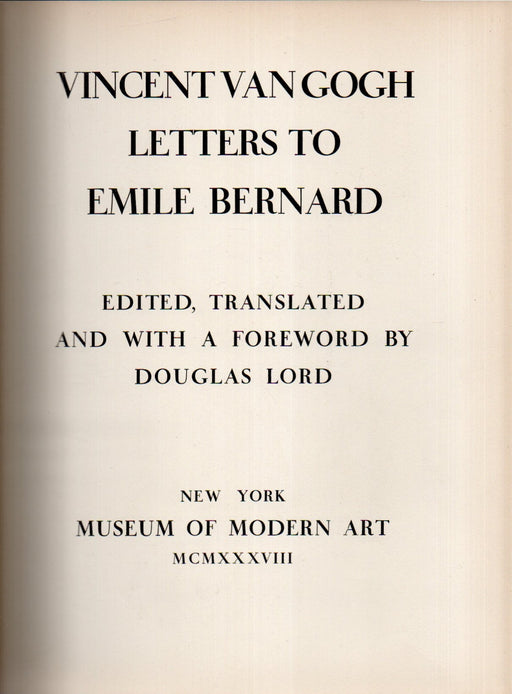 VINCENT VAN GOGH
LETTERS TO
EMILE BERNARD
EDITED, TRANSLATED
AND WITH A FOREWORD BY
DOUGLAS LORD
NEW YORK
MUSEUM OF MODERN ART
MCMXXXVIII